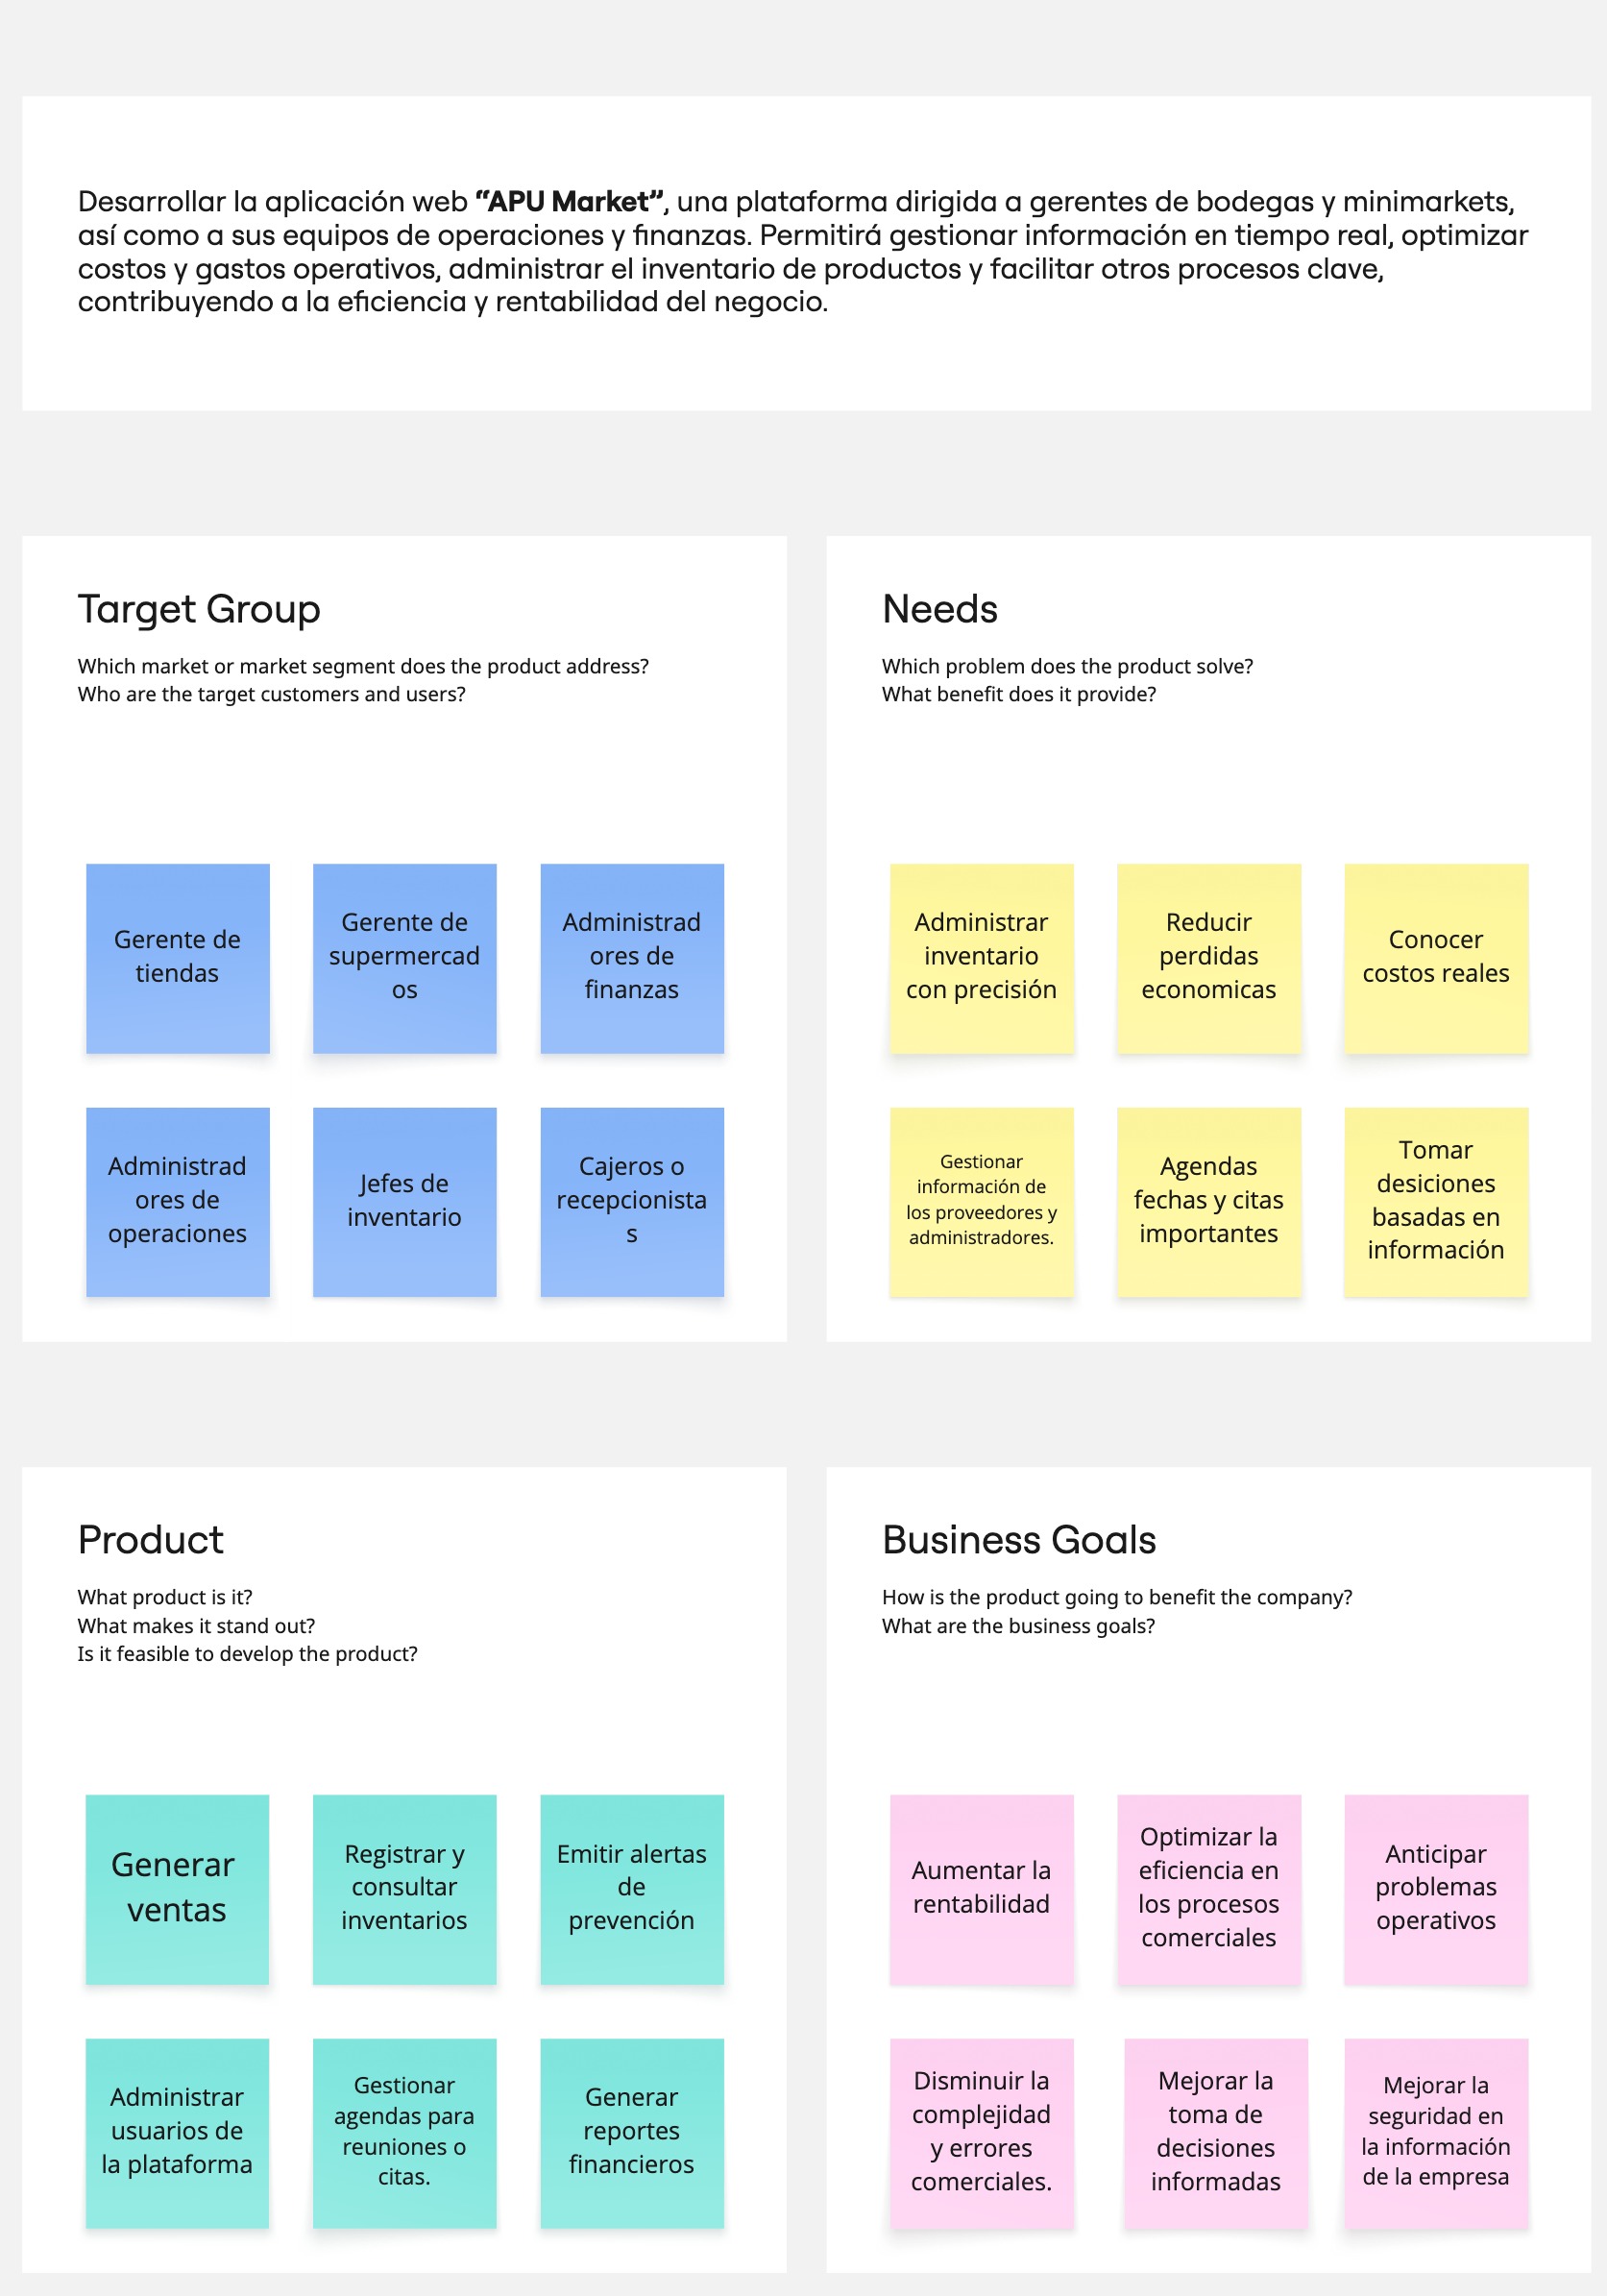 Desarrollar la aplicación web “APU Market”, una plataforma dirigida a gerentes de bodegas y minimarkets,
así como a sus equipos de operaciones y finanzas. Permitirá gestionar información en tiempo real, optimizar
costos y gastos operativos, administrar el inventario de productos y facilitar otros procesos clave,
contribuyendo a la eficiencia y rentabilidad del negocio.
Target Group
Which market or market segment does the product address?
Who are the target customers and users?
Gerente de
tiendas
Gerente de
supermercad
os
Administrad
ores de
finanzas
Administrad
ores de
operaciones
Jefes de
inventario
Cajeros o
recepcionista
s
Needs
Which problem does the product solve?
What benefit does it provide?
Administrar
inventario
con precisión
Reducir
perdidas
economicas
Conocer
costos reales
Gestionar
información de
los proveedores y
administradores.
Agendas
fechas y citas
importantes
Tomar
desiciones
basadas en
información
Product
What product is it?
What makes it stand out?
Is it feasible to develop the product?
Generar
ventas
Registrar y
consultar
inventarios
Emitir alertas
de
prevención
Administrar
usuarios de
la plataforma
Gestionar
agendas para
reuniones o
citas.
Generar
reportes
financieros
Business Goals
How is the product going to benefit the company?
What are the business goals?
Aumentar la
rentabilidad
Optimizar la
eficiencia en
los procesos
comerciales
Anticipar
problemas
operativos
Disminuir la
complejidad
y errores
comerciales.
Mejorar la
toma de
decisiones
informadas
Mejorar la
seguridad en
la información
de la empresa